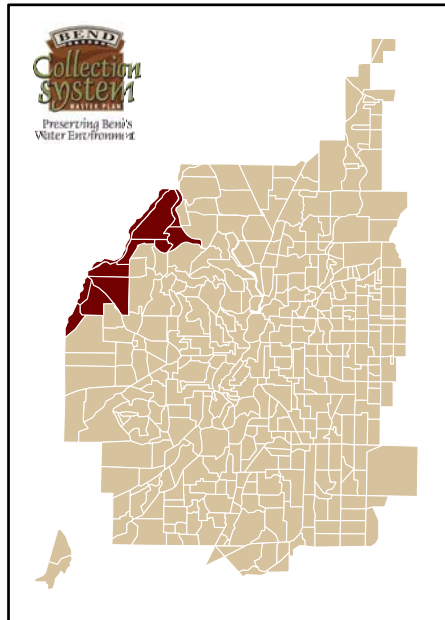 BEND
Collection
System
MASTER PLAN
Preserving Bend's
Water Environment